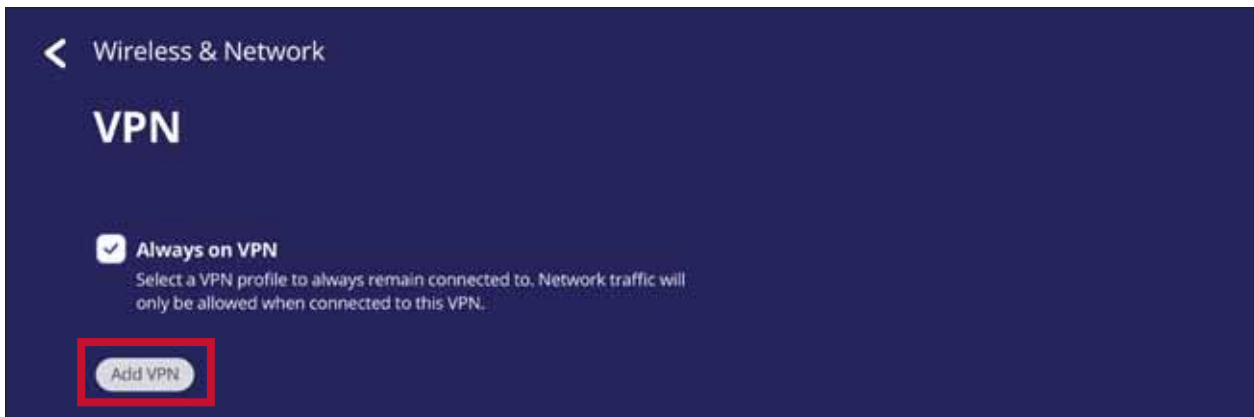 Wireless & Network
VPN
Always on VPN
Select a VPN profile to always remain connected to. Network traffic will
only be allowed when connected to this VPN.
Add VPN